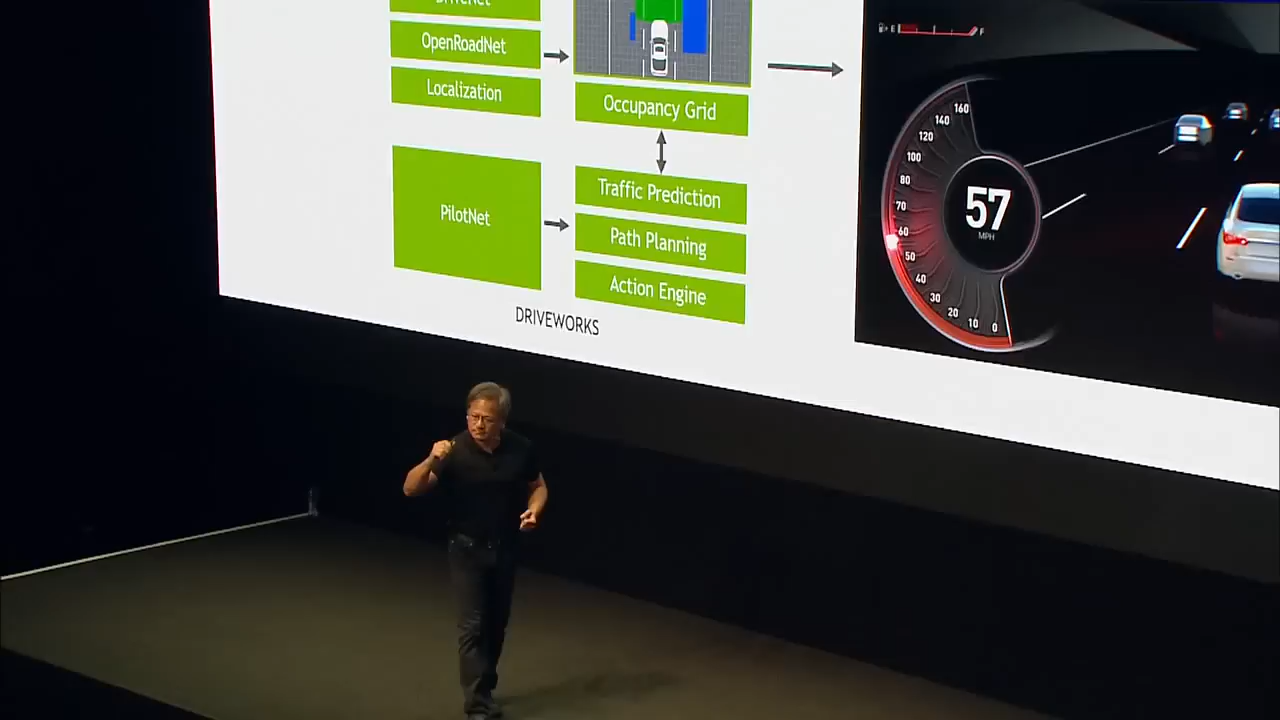 DriveNet
OpenRoadNet
Localization
Occupancy Grid
PilotNet
Traffic Prediction
Path Planning
Action Engine
DRIVEWORKS
E F
160
140
120
100
80
70
60
50
40
30
20
10
0
57
MPH